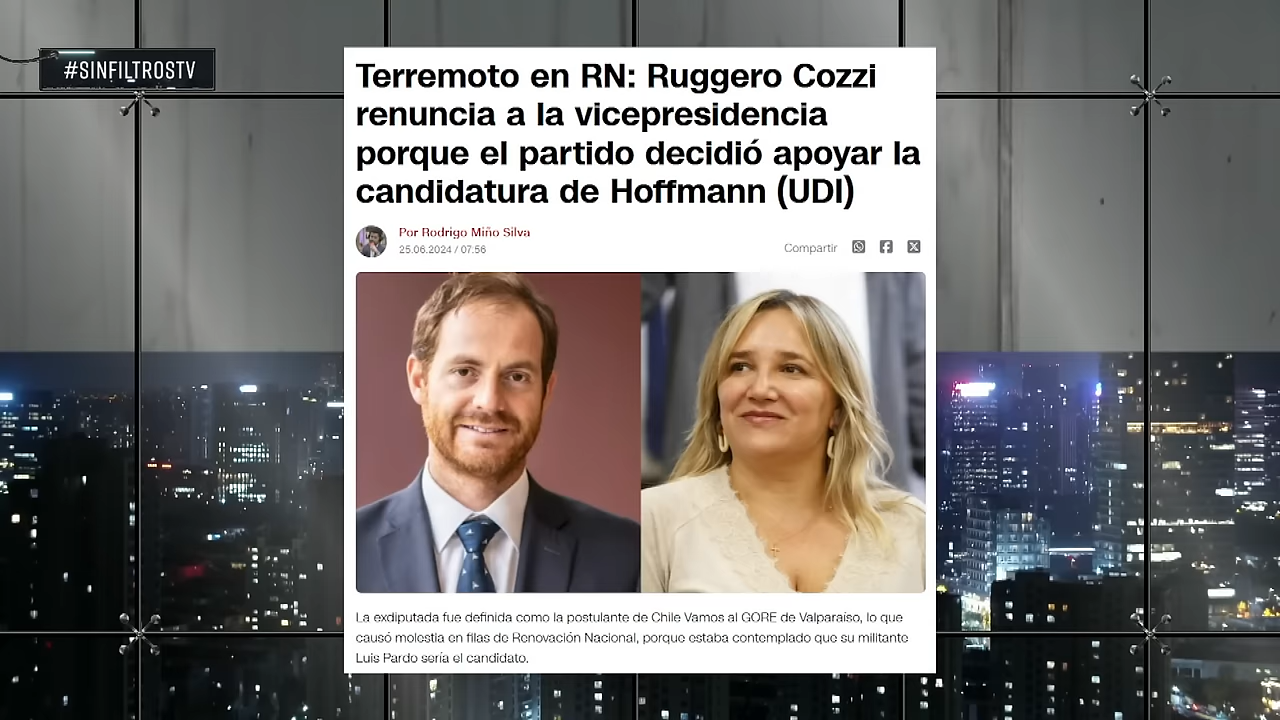 #SINFILTROSTV
Terremoto en RN: Ruggero Cozzi
renuncia a la vicepresidencia
porque el partido decidió apoyar la
candidatura de Hoffmann (UDI)
Por Rodrigo Miño Silva
25.06.2024 / 07:56
Compartir
La exdiputada fue definida como la postulante de Chile Vamos al GORE de Valparaíso, lo que
causó molestia en filas de Renovación Nacional, porque estaba contemplado que su militante
Luis Pardo sería el candidato.